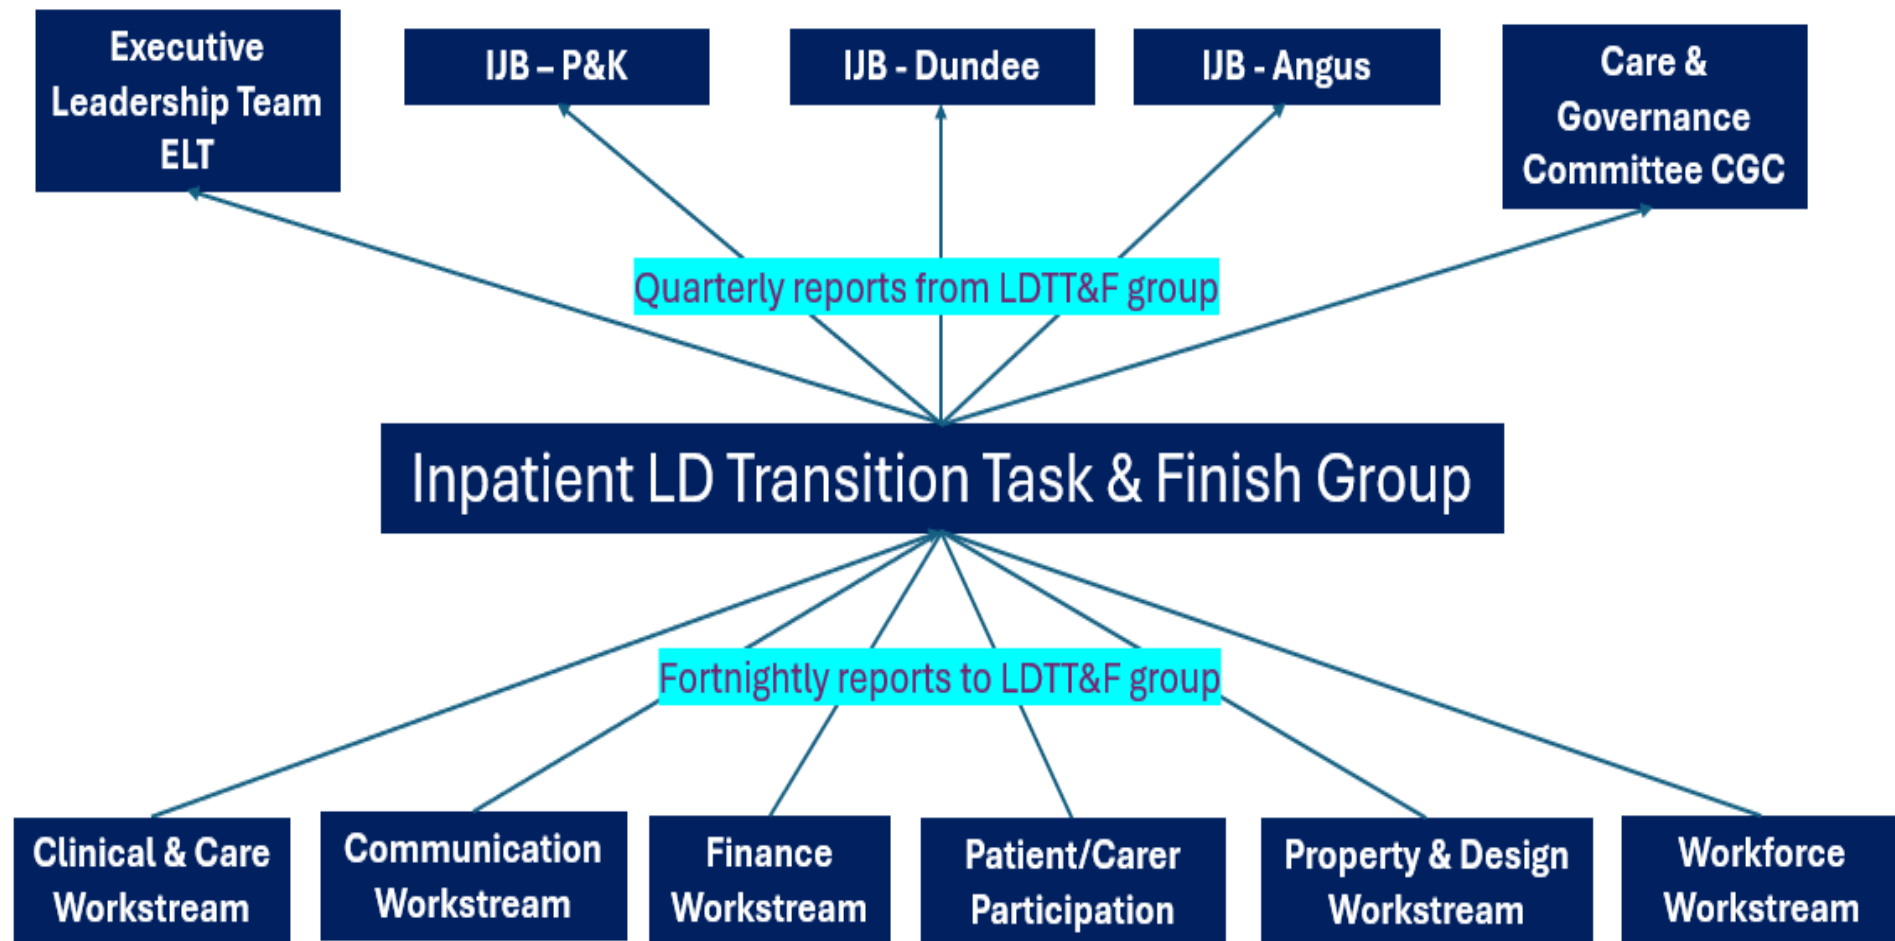 Executive
Leadership Team
ELT
IJB – P&K
IJB - Dundee
IJB - Angus
Care &
Governance
Committee CGC
Quarterly reports from LDTT&F group
Inpatient LD Transition Task & Finish Group
Fortnightly reports to LDTT&F group
Clinical & Care
Workstream
Communication
Workstream
Finance
Workstream
Patient/Carer
Participation
Property & Design
Workstream
Workforce
Workstream